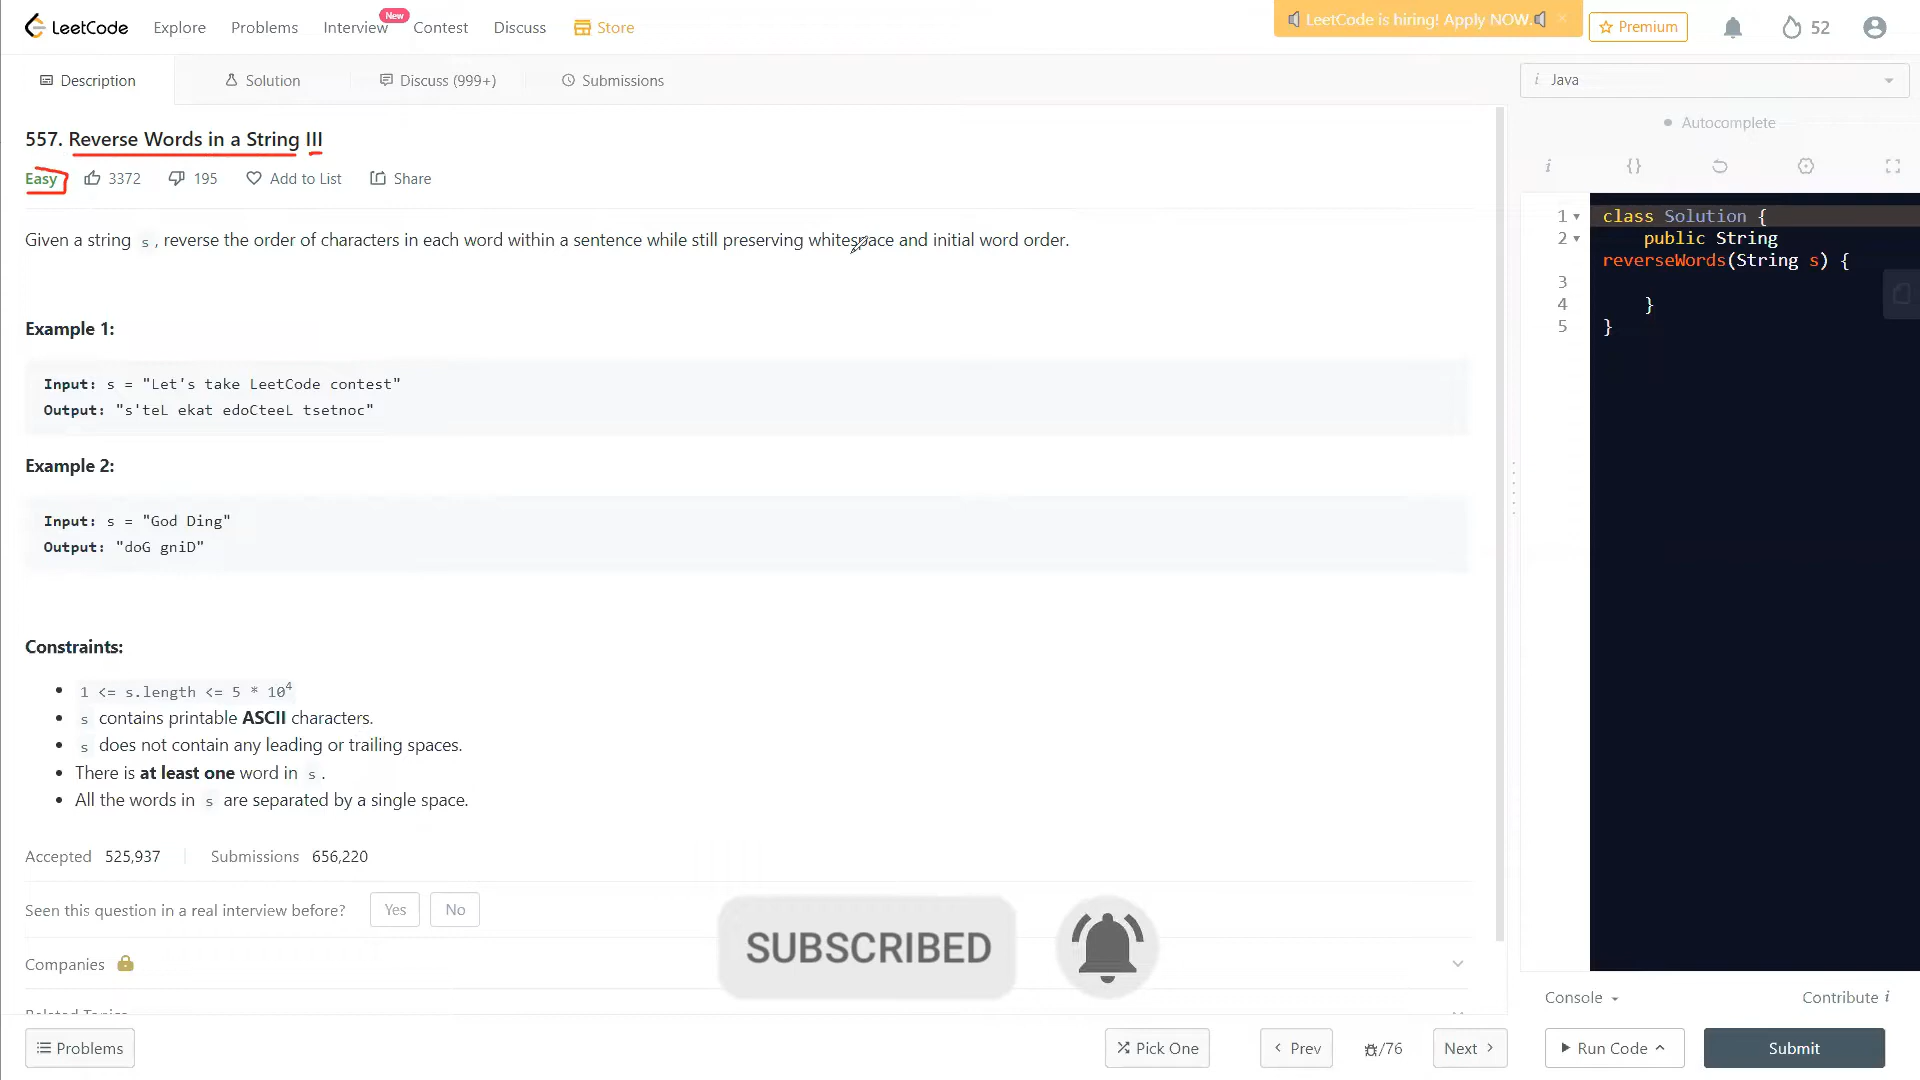 LeetCode Explore Problems Interview New Contest Discuss Store LeetCode is hiring! Apply NOW. × Premium 52
Description Solution Discuss (999+) Submissions i Java
Autocomplete
557. Reverse Words in a String III
Easy 3372 195 Add to List Share
i {}
Given a string s, reverse the order of characters in each word within a sentence while still preserving whitespace and initial word order.
Example 1:
Input: s = "Let's take LeetCode contest"
Output: "s'teL ekat edoCteeL tsetnoc"
Example 2:
Input: s = "God Ding"
Output: "doG gniD"
Constraints:
• 1 <= s.length <= 5 * 10⁴
• s contains printable ASCII characters.
• s does not contain any leading or trailing spaces.
• There is at least one word in s.
• All the words in s are separated by a single space.
Accepted 525,937 Submissions 656,220
Seen this question in a real interview before? Yes No
Companies
Related Topics
SUBSCRIBED
1 class Solution {
2 public String
reverseWords(String s) {
3
4 }
5 }
Console Contribute i
Problems Pick One Prev /76 Next Run Code Submit